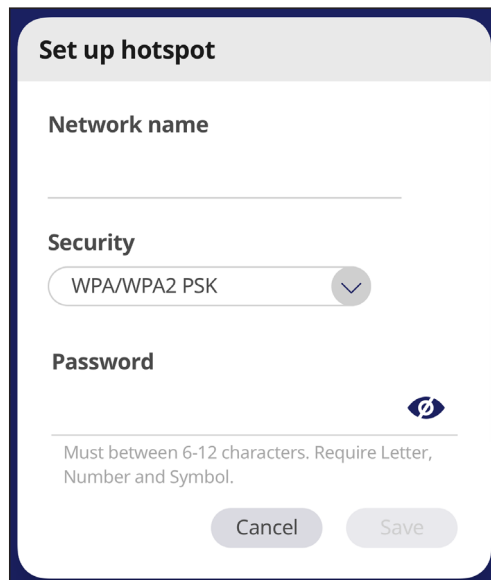 Set up hotspot
Network name
Security
WPA/WPA2 PSK
Password
Must between 6-12 characters. Require Letter,
Number and Symbol.
Cancel
Save